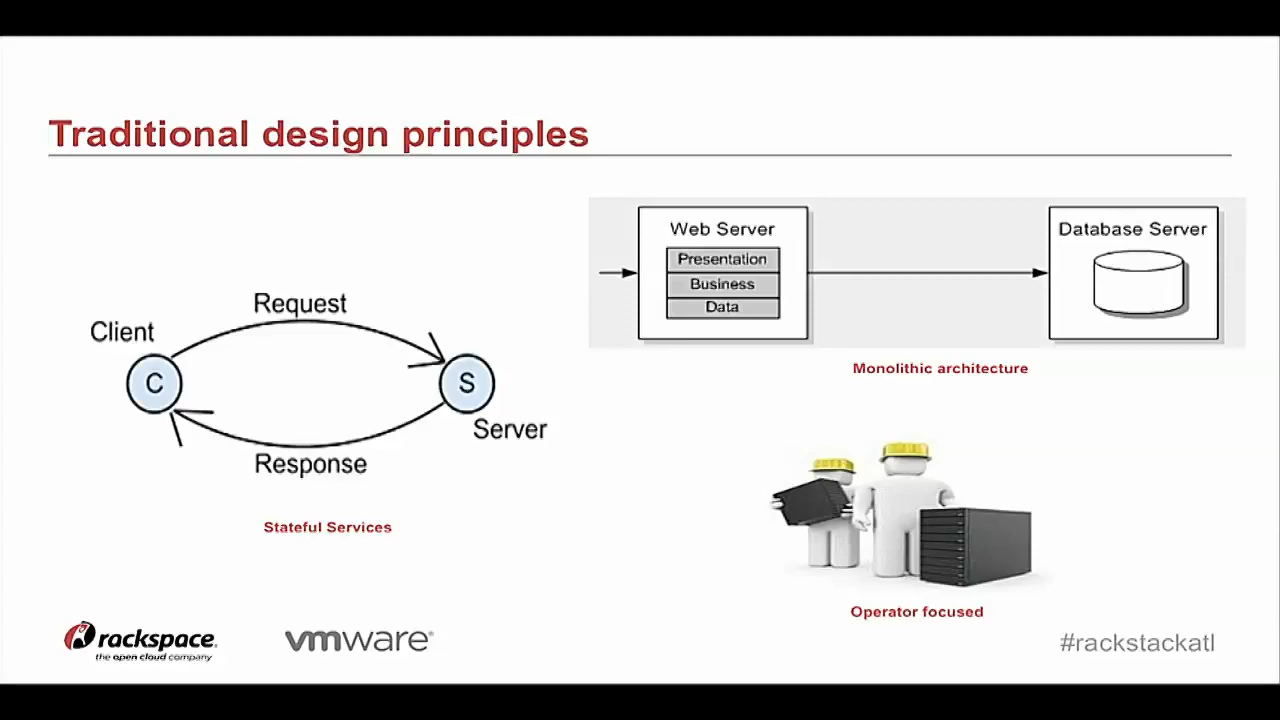 Traditional design principles
Request
Client
C
S
Server
Response
Stateful Services
Web Server
Presentation
Business
Data
Database Server
Monolithic architecture
Operator focused
rackspace.
the open cloud company
vmware®
#rackstackatl